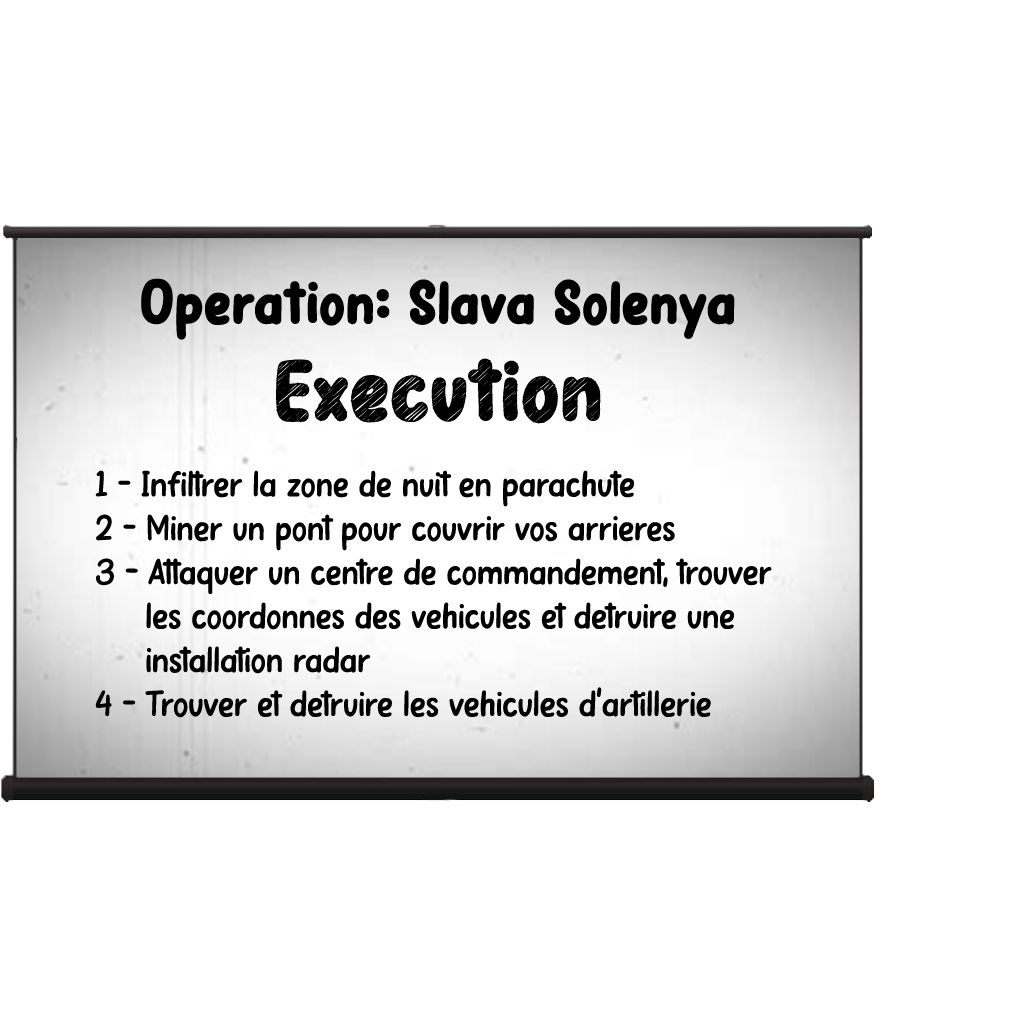 Operation: Slava Solenya
Execution
1 - Infiltrer la zone de nuit en parachute
2 - Miner un pont pour couvrir vos arrieres
3 - Attaquer un centre de commandement, trouver
les coordonnes des vehicules et detruire une
installation radar
4 - Trouver et detruire les vehicules d'artillerie